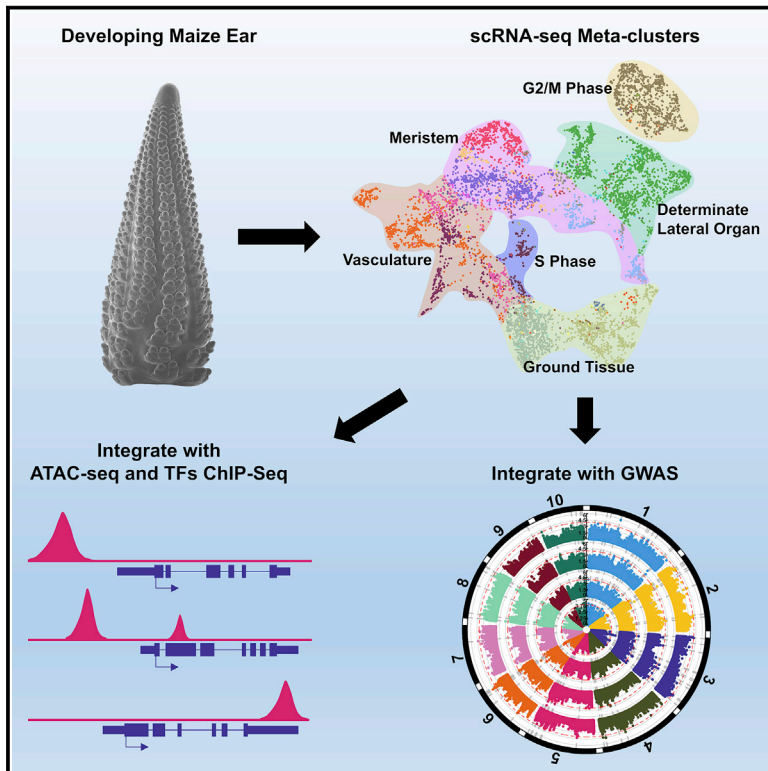 Developing Maize Ear
scRNA-seq Meta-clusters
G2/M Phase
Meristem
Determinate
Lateral Organ
Vasculature
S Phase
Ground Tissue
Integrate with
ATAC-seq and TFs ChIP-Seq
Integrate with GWAS
1
2
3
4
5
6
7
8
9
10